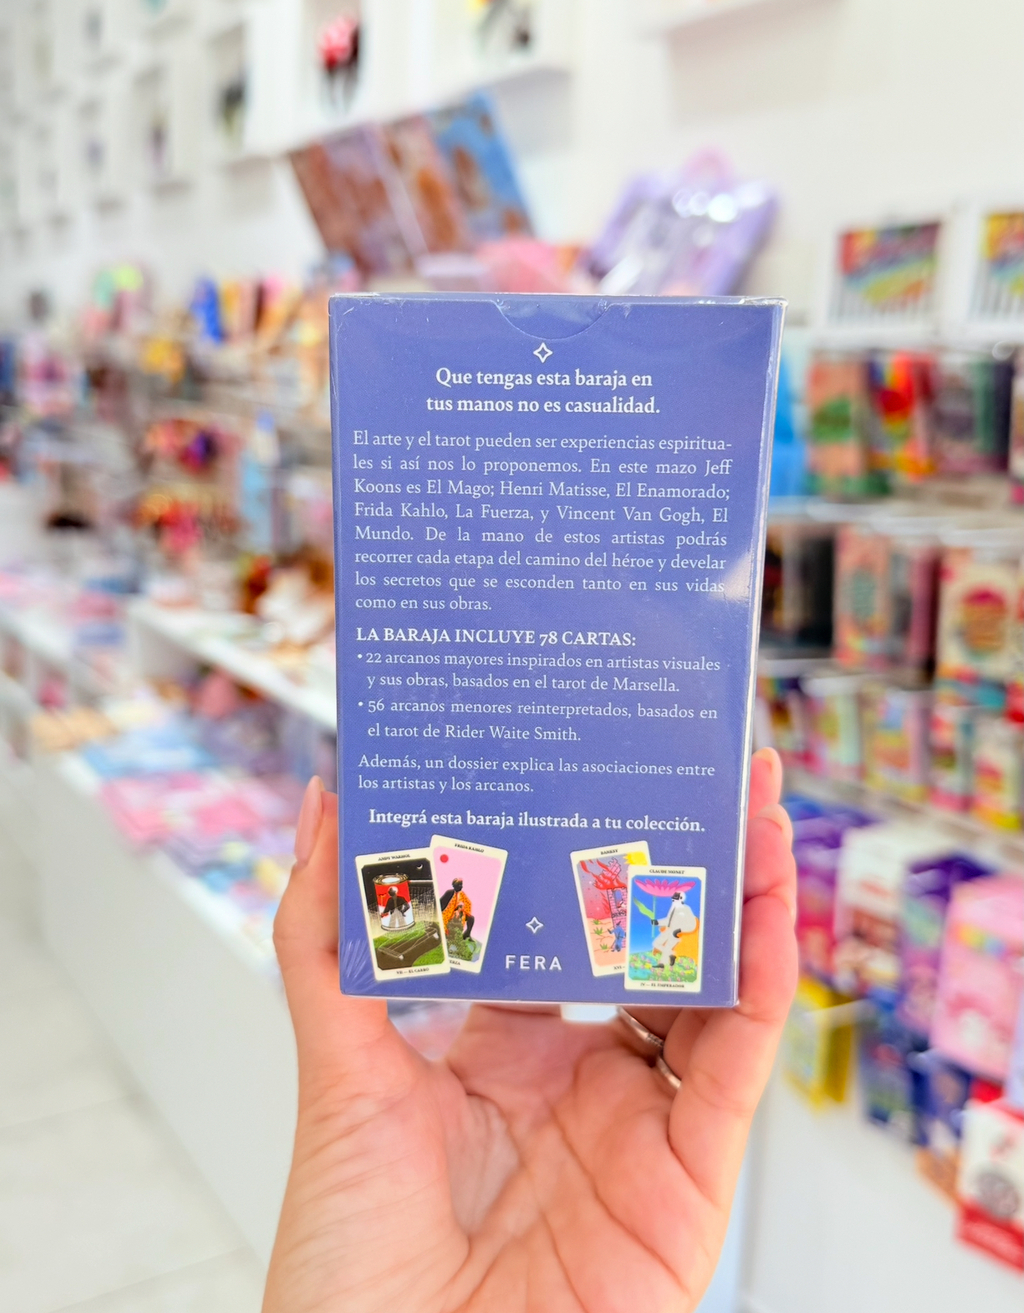 Que tengas esta baraja en
tus manos no es casualidad.
El arte y el tarot pueden ser experiencias espiritua-
les si así nos lo proponemos. En este mazo Jeff
Koons es El Mago; Henri Matisse, El Enamorado;
Frida Kahlo, La Fuerza, y Vincent Van Gogh, El
Mundo. De la mano de estos artistas podrás
recorrer cada etapa del camino del héroe y develar
los secretos que se esconden tanto en sus vidas
como en sus obras.
LA BARAJA INCLUYE 78 CARTAS:
• 22 arcanos mayores inspirados en artistas visuales
y sus obras, basados en el tarot de Marsella.
• 56 arcanos menores reinterpretados, basados en
el tarot de Rider Waite Smith.
Además, un dossier explica las asociaciones entre
los artistas y los arcanos.
Integrá esta baraja ilustrada a tu colección.
ANDY WARHOL
FRIDA KAHLO
BANKSY
CLAUDE MONET
VII — EL CARRO
IV — EL EMPERADOR
FERA